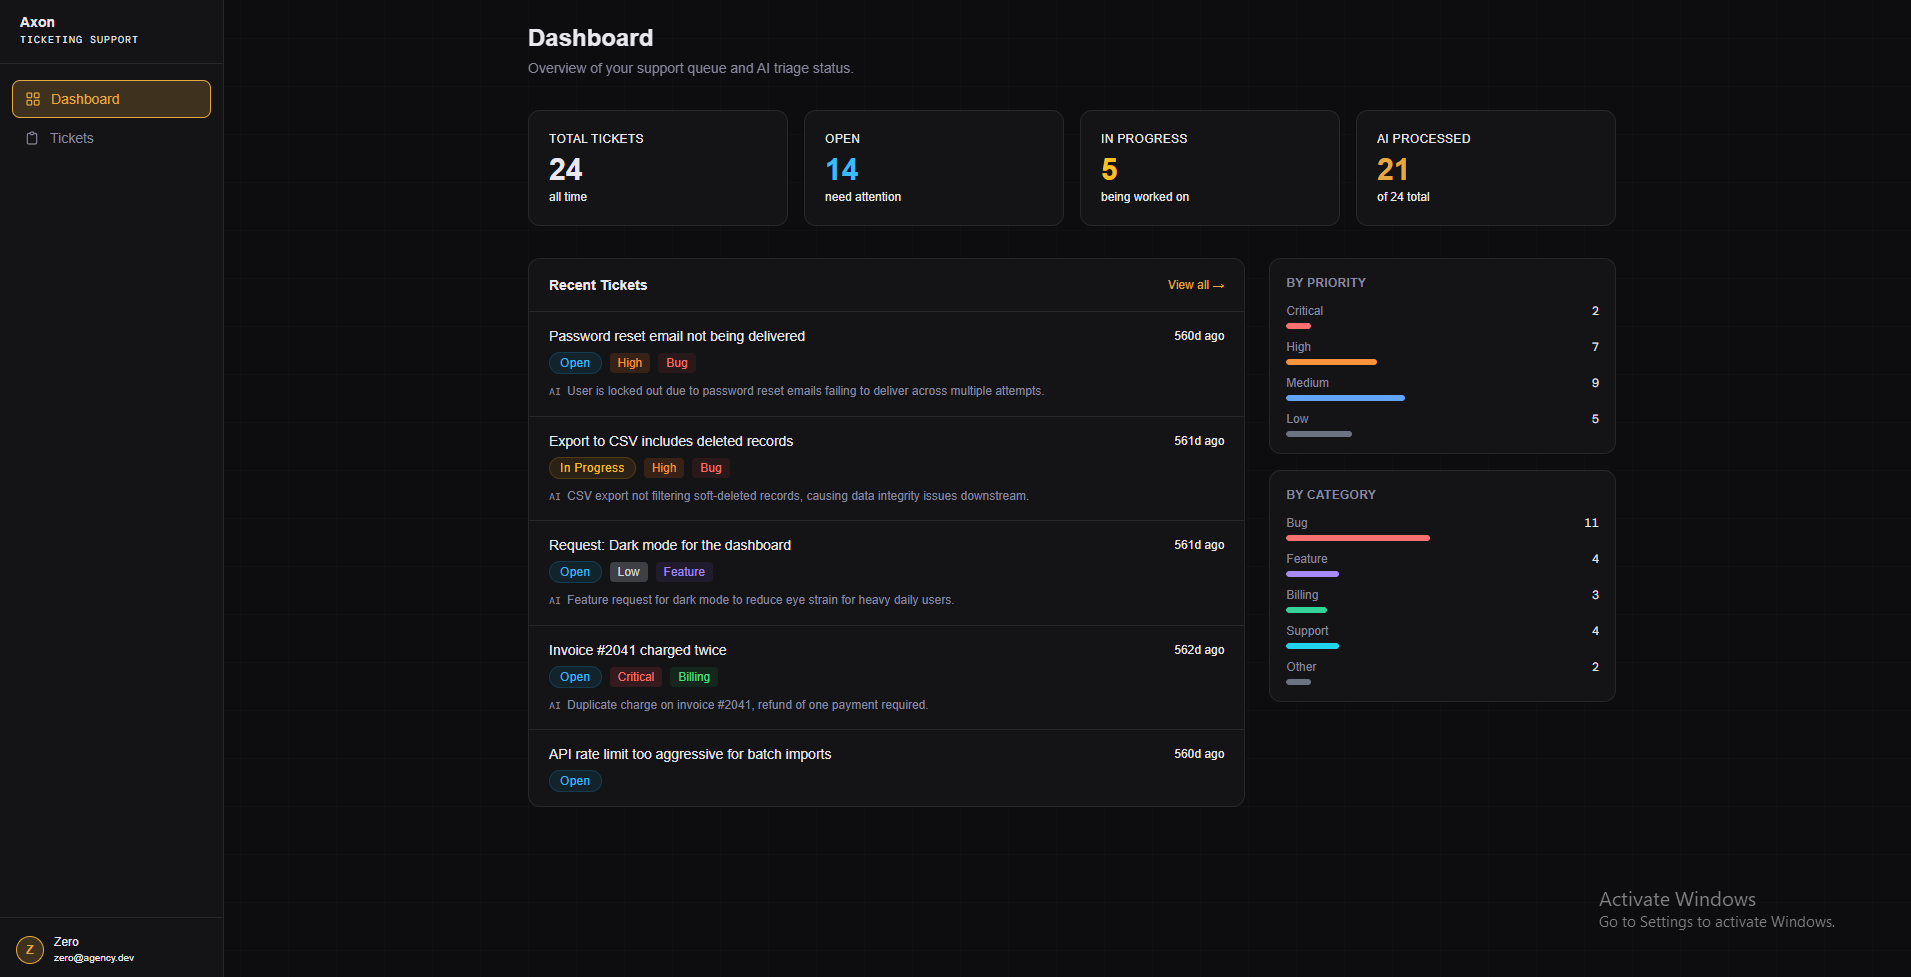 Axon
TICKETING SUPPORT
Dashboard
Tickets
Zero
Z
zero@agency.dev
Dashboard
Overview of your support queue and AI triage status.
TOTAL TICKETS
24
all time
OPEN
14
need attention
IN PROGRESS
5
being worked on
AI PROCESSED
21
of 24 total
Recent Tickets
View all →
Password reset email not being delivered
560d ago
Open High Bug
AI User is locked out due to password reset emails failing to deliver across multiple attempts.
Export to CSV includes deleted records
561d ago
In Progress High Bug
AI CSV export not filtering soft-deleted records, causing data integrity issues downstream.
Request: Dark mode for the dashboard
561d ago
Open Low Feature
AI Feature request for dark mode to reduce eye strain for heavy daily users.
Invoice #2041 charged twice
562d ago
Open Critical Billing
AI Duplicate charge on invoice #2041, refund of one payment required.
API rate limit too aggressive for batch imports
560d ago
Open
BY PRIORITY
Critical 2
High 7
Medium 9
Low 5
BY CATEGORY
Bug 11
Feature 4
Billing 3
Support 4
Other 2
Activate Windows
Go to Settings to activate Windows.